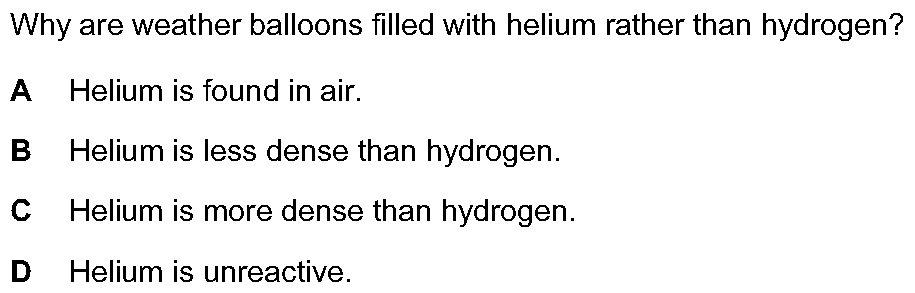 Why are weather balloons filled with helium rather than hydrogen?
A Helium is found in air.
B Helium is less dense than hydrogen.
C Helium is more dense than hydrogen.
D Helium is unreactive.